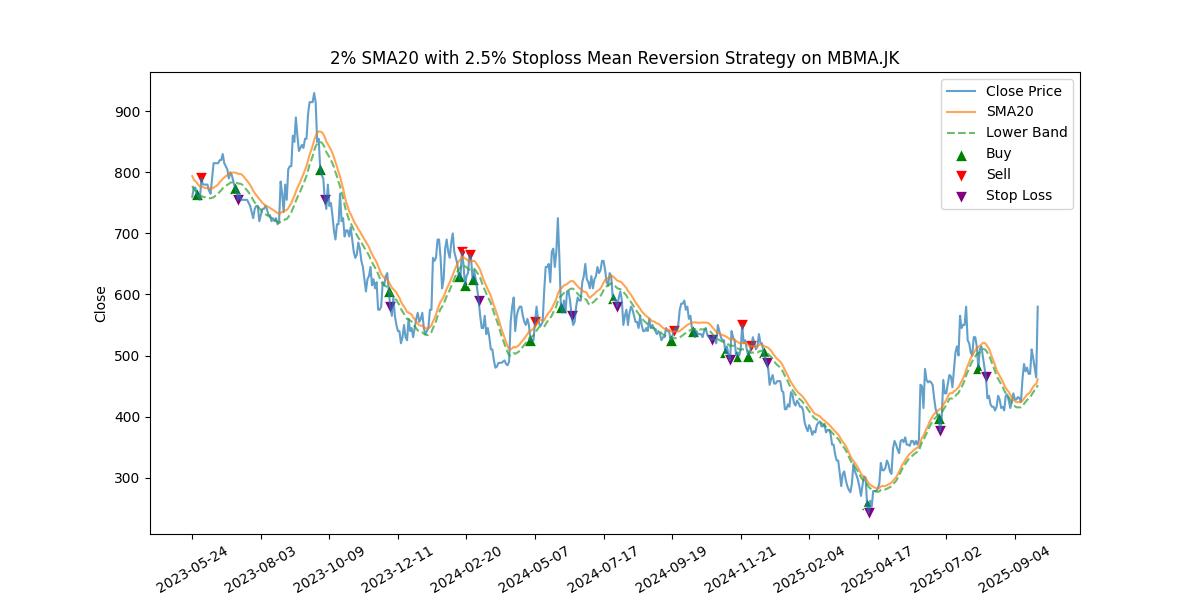 2% SMA20 with 2.5% Stoploss Mean Reversion Strategy on MBMA.JK
Close Price
SMA20
Lower Band
Buy
Sell
Stop Loss
Close
900
800
700
600
500
400
300
2023-05-24
2023-08-03
2023-10-09
2023-12-11
2024-02-20
2024-05-07
2024-07-17
2024-09-19
2024-11-21
2025-02-04
2025-04-17
2025-07-02
2025-09-04